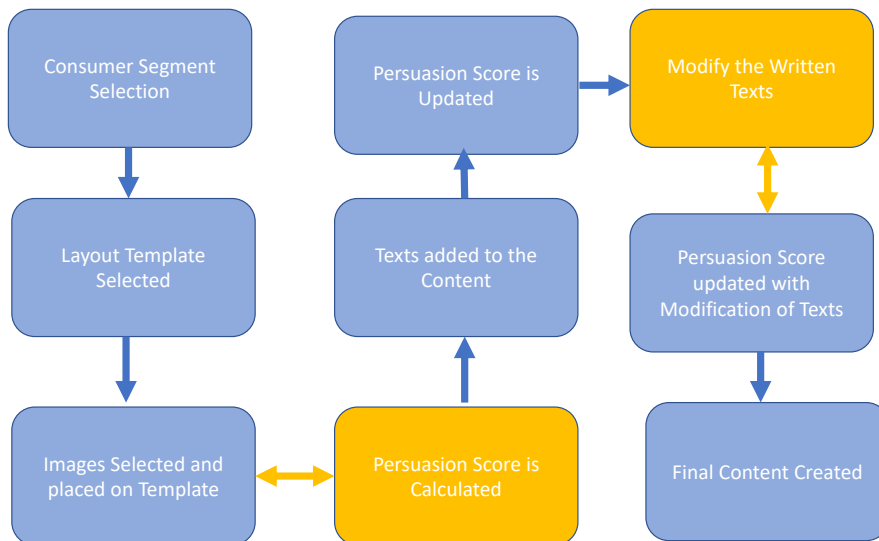 Consumer Segment
Selection
Layout Template
Selected
Images Selected and
placed on Template
Persuasion Score is
Calculated
Texts added to the
Content
Persuasion Score is
Updated
Modify the Written
Texts
Persuasion Score
updated with
Modification of Texts
Final Content Created